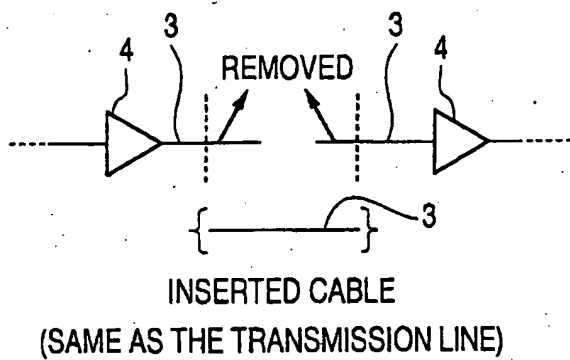 4
3
REMOVED
3
4
3
INSERTED CABLE
(SAME AS THE TRANSMISSION LINE)